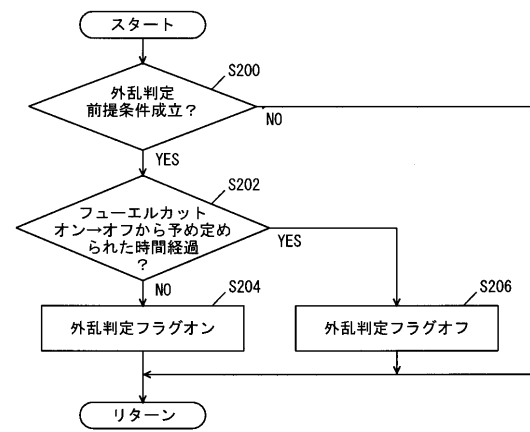 スタート
S200
外乱判定
前提条件成立?
NO
YES
S202
フューエルカット
オン→オフから予め定め
られた時間経過
?
YES
NO
S204
外乱判定フラグオン
S206
外乱判定フラグオフ
リターン